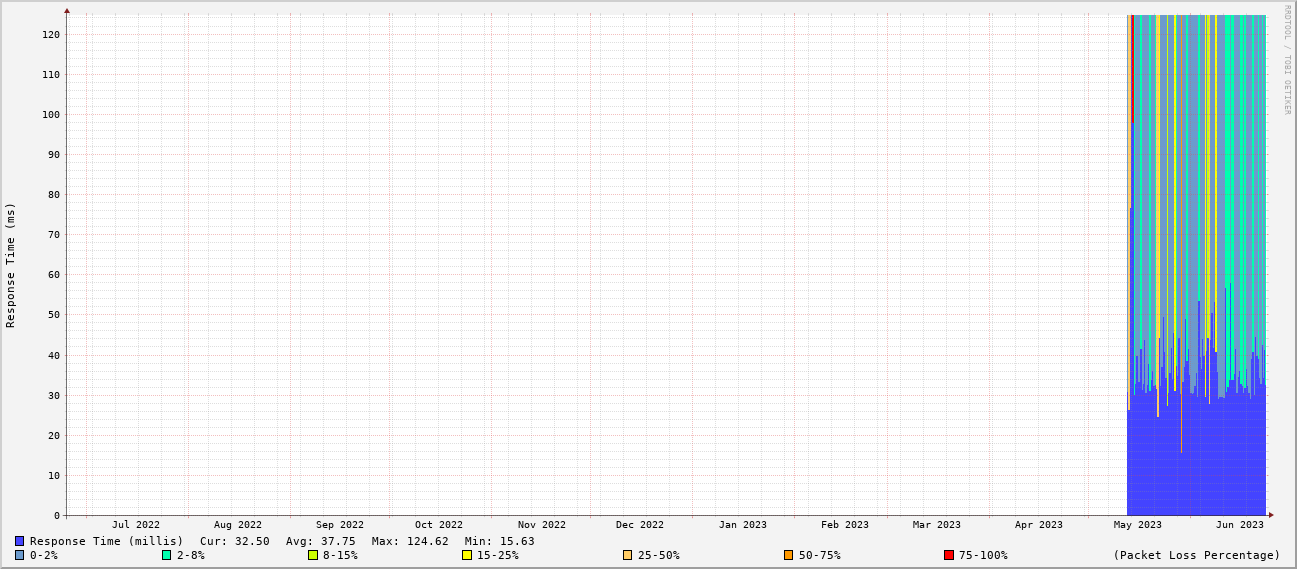 RRDTOOL / TOBI OETIKER
Response Time (ms)
120
110
100
90
80
70
60
50
40
30
20
10
0
Jul 2022 Aug 2022 Sep 2022 Oct 2022 Nov 2022 Dec 2022 Jan 2023 Feb 2023 Mar 2023 Apr 2023 May 2023 Jun 2023
Response Time (millis) Cur: 32.50 Avg: 37.75 Max: 124.62 Min: 15.63
0-2% 2-8% 8-15% 15-25% 25-50% 50-75% 75-100% (Packet Loss Percentage)